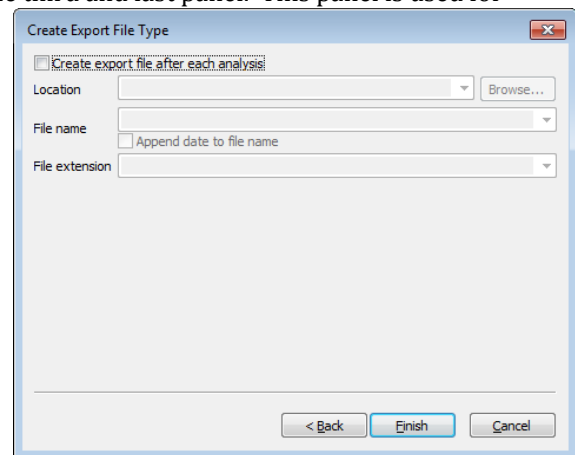 third and last panel. This panel is used for
Create Export File Type
Create export file after each analysis
Location
Browse...
File name
Append date to file name
File extension
< Back
Finish
Cancel